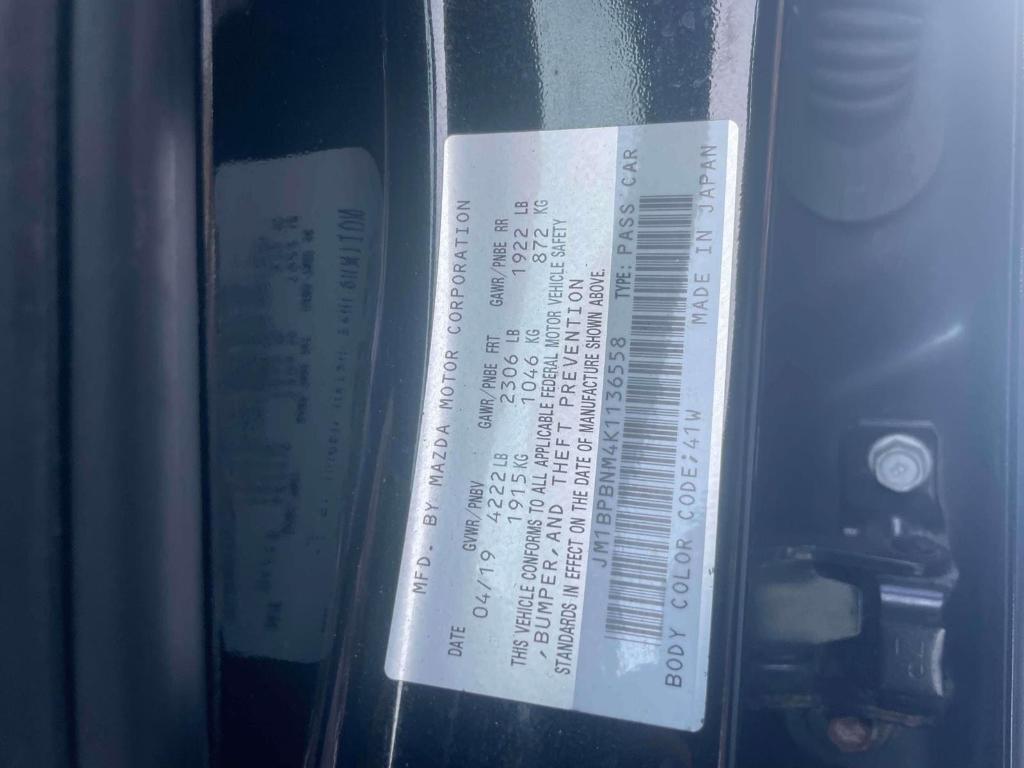 MFD. BY MAZDA MOTOR CORPORATION
DATE GVWR/PNBV GAWR/PNBE FRT GAWR/PNBE RR
04/19 4222LB 2306 LB 1922 LB
1915KG 1046 KG 872 KG
THIS VEHICLE CONFORMS TO ALL APPLICABLE FEDERAL MOTOR VEHICLE SAFETY
,BUMPER,AND THEFT PREVENTION
STANDARDS IN EFFECT ON THE DATE OF MANUFACTURE SHOWN ABOVE.
JM1BPBNM4K1136558 TYPE: PASS CAR
BODY COLOR CODE;41W MADE IN JAPAN